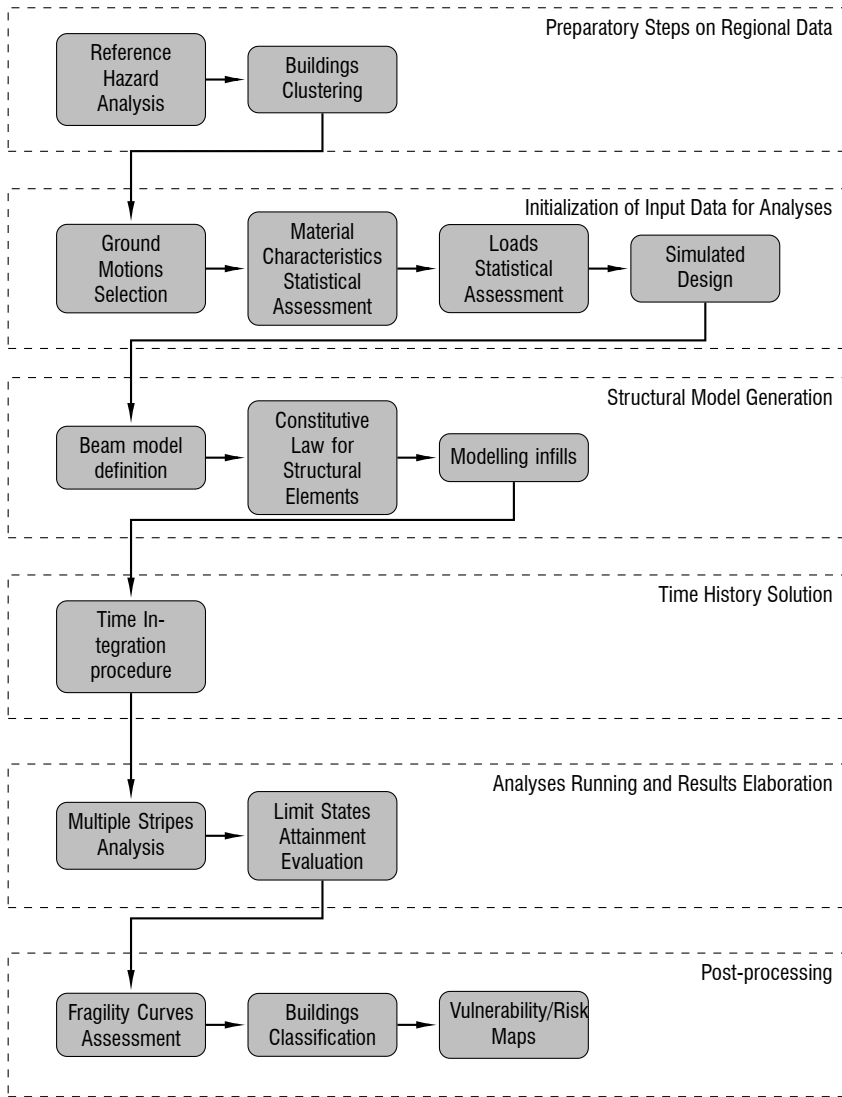 Preparatory Steps on Regional Data
Reference
Hazard
Analysis
Buildings
Clustering
Initialization of Input Data for Analyses
Ground
Motions
Selection
Material
Characteristics
Statistical
Assessment
Loads
Statistical
Assessment
Simulated
Design
Structural Model Generation
Beam model
definition
Constitutive
Law for
Structural
Elements
Modelling infills
Time History Solution
Time In-
tegration
procedure
Analyses Running and Results Elaboration
Multiple Stripes
Analysis
Limit States
Attainment
Evaluation
Post-processing
Fragility Curves
Assessment
Buildings
Classification
Vulnerability/Risk
Maps